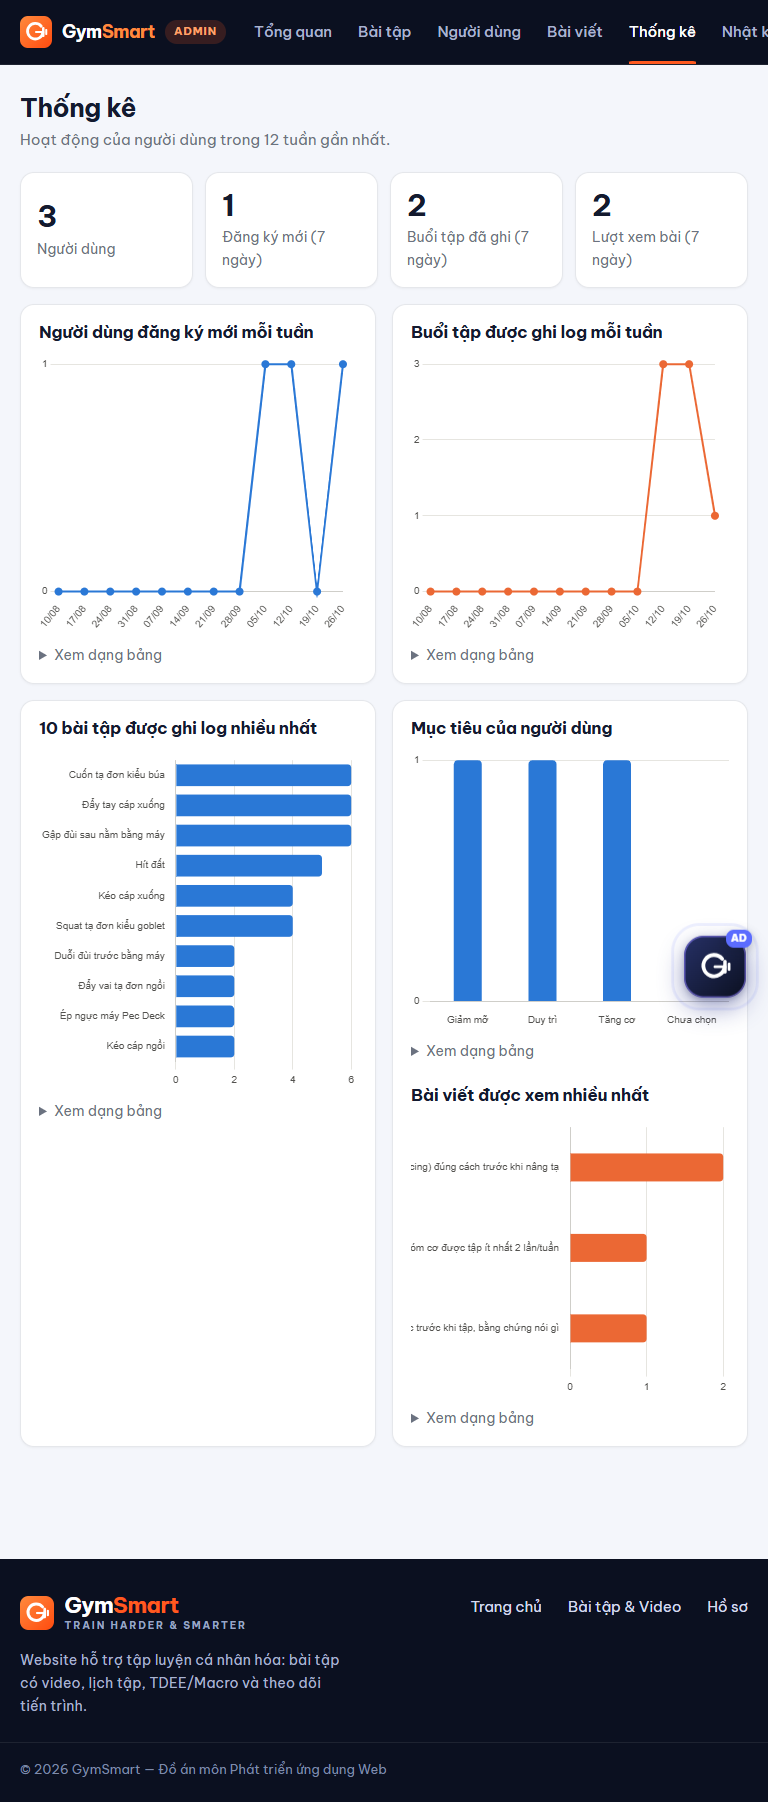 GymSmart ADMIN Tổng quan Bài tập Người dùng Bài viết Thống kê Nhật k
Thống kê
Hoạt động của người dùng trong 12 tuần gần nhất.
3
Người dùng
1
Đăng ký mới (7
ngày)
2
Buổi tập đã ghi (7
ngày)
2
Lượt xem bài (7
ngày)
Người dùng đăng ký mới mỗi tuần
1
0
10/08 17/08 24/08 31/08 07/09 14/09 21/09 28/09 05/10 12/10 19/10 26/10
▶ Xem dạng bảng
Buổi tập được ghi log mỗi tuần
3
2
1
0
10/08 17/08 24/08 31/08 07/09 14/09 21/09 28/09 05/10 12/10 19/10 26/10
▶ Xem dạng bảng
10 bài tập được ghi log nhiều nhất
Cuốn tạ đơn kiểu búa
Đẩy tay cáp xuống
Gập đùi sau nằm bằng máy
Hít đất
Kéo cáp xuống
Squat tạ đơn kiểu goblet
Duỗi đùi trước bằng máy
Đẩy vai tạ đơn ngồi
Ép ngực máy Pec Deck
Kéo cáp ngồi
0 2 4 6
▶ Xem dạng bảng
Mục tiêu của người dùng
1
0
Giảm mỡ Duy trì Tăng cơ Chưa chọn
AD
▶ Xem dạng bảng
Bài viết được xem nhiều nhất
cing) đúng cách trước khi nâng tạ
óm cơ được tập ít nhất 2 lần/tuần
c trước khi tập, bằng chứng nói gì
0 1 2
▶ Xem dạng bảng
GymSmart
TRAIN HARDER & SMARTER
Trang chủ Bài tập & Video Hồ sơ
Website hỗ trợ tập luyện cá nhân hóa: bài tập
có video, lịch tập, TDEE/Macro và theo dõi
tiến trình.
© 2026 GymSmart — Đồ án môn Phát triển ứng dụng Web